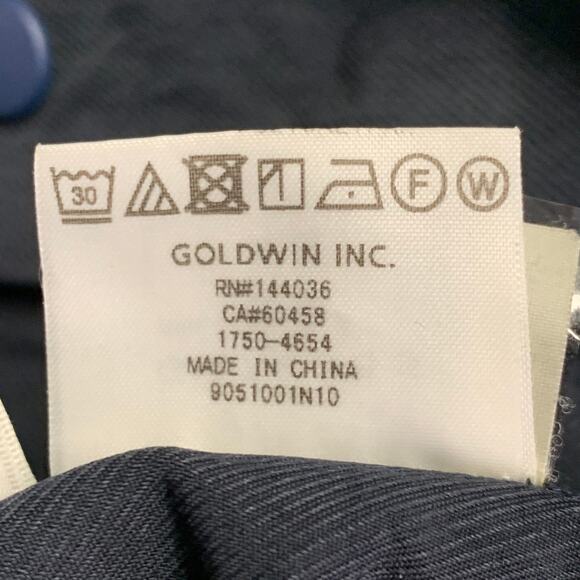 30 F W
GOLDWIN INC.
RN#144036
CA#60458
1750-4654
MADE IN CHINA
9051001N10